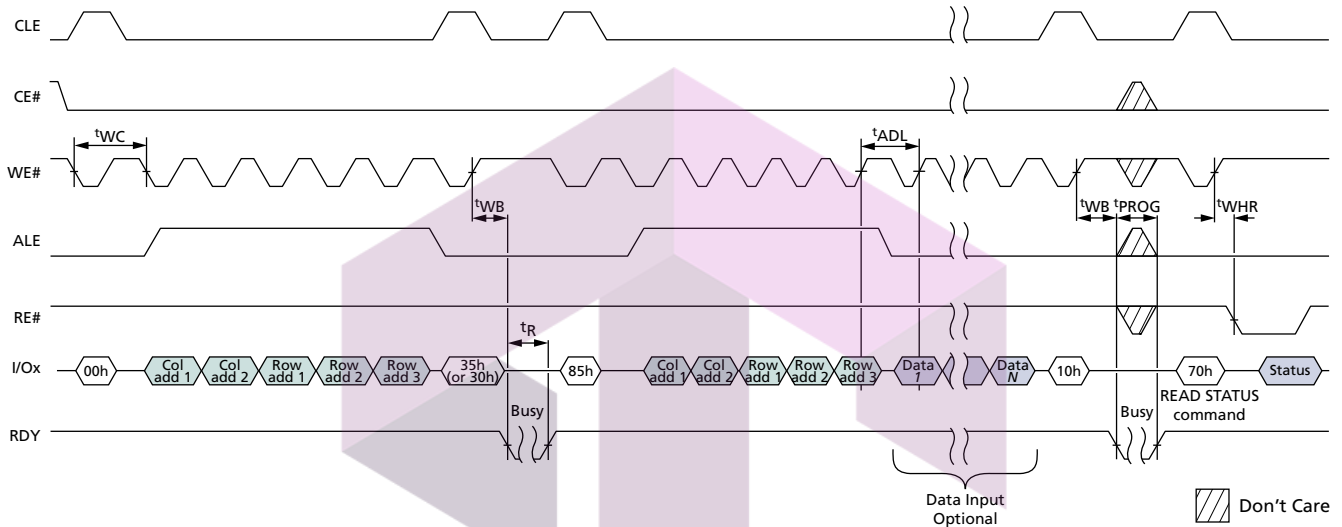 CLE
CE#
tWC
tADL
WE#
tWB
tWB
tPROG
tWHR
ALE
RE#
tR
I/Ox
00h
Col add 1
Col add 2
Row add 1
Row add 2
Row add 3
35h (or 30h)
85h
Col add 1
Col add 2
Row add 1
Row add 2
Row add 3
Data 1
Data N
10h
70h
Status
READ STATUS command
Busy
Busy
RDY
Data Input
Optional
Don't Care